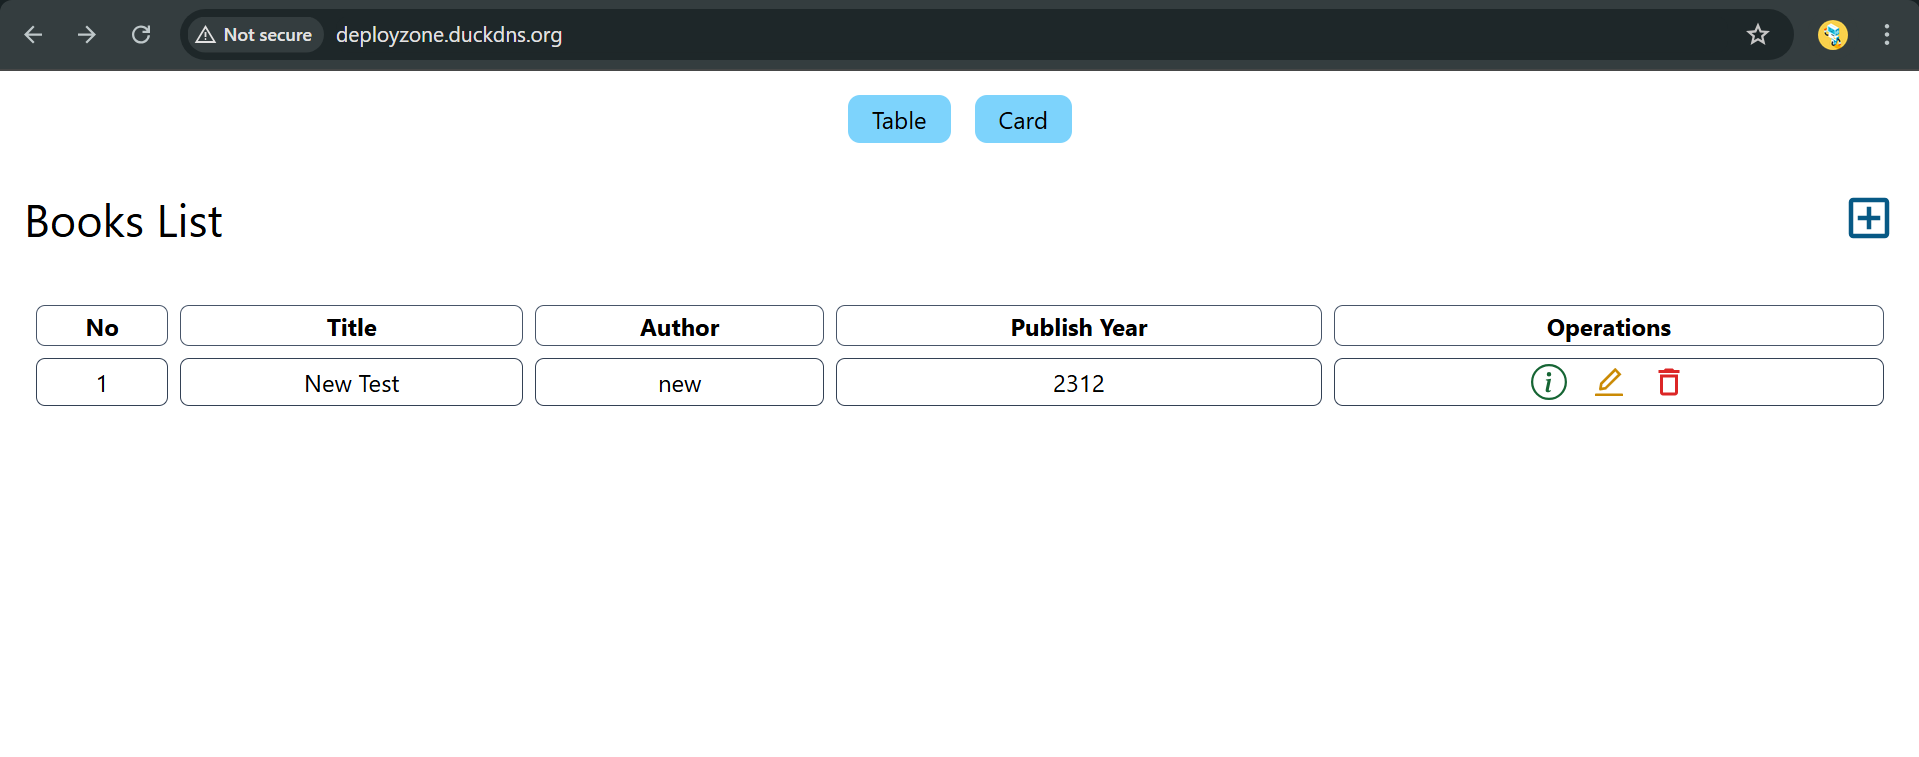 Not secure deployzone.duckdns.org
Table Card
Books List
No Title Author Publish Year Operations
1 New Test new 2312